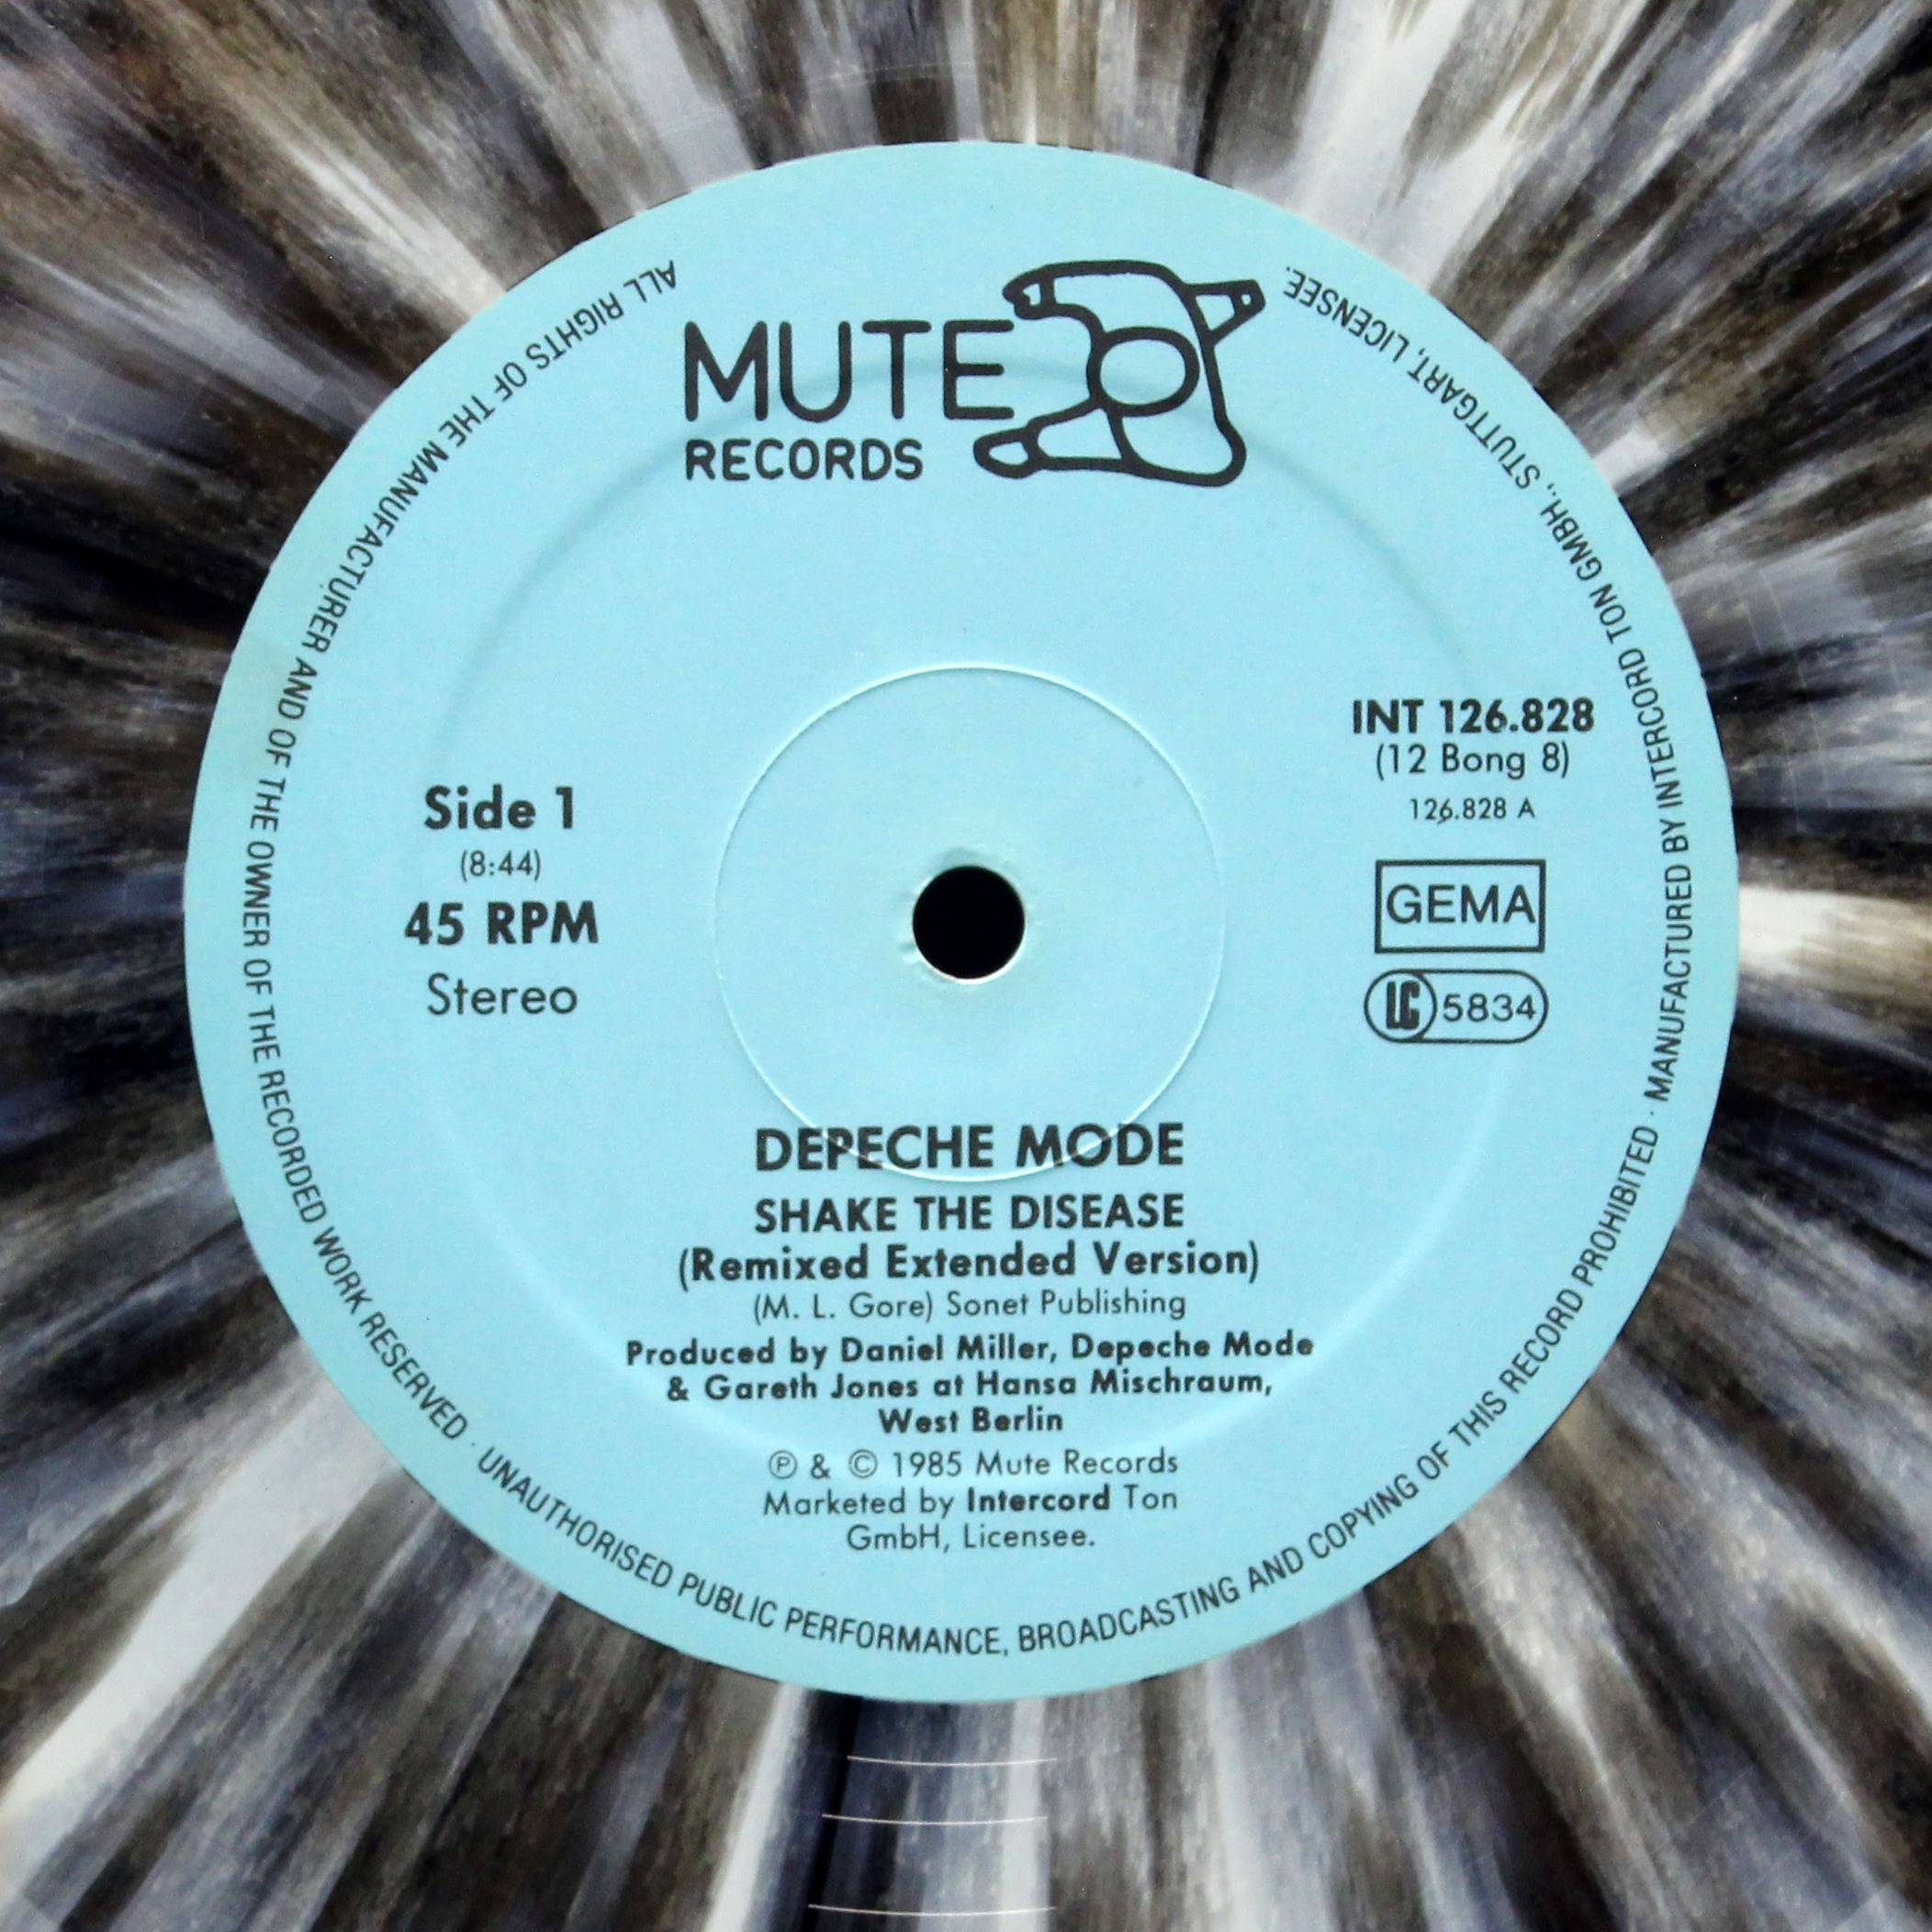 MUTE
RECORDS
INT 126.828
(12 Bong 8)
126.828 A
GEMA
LC 5834
Side 1
(8:44)
45 RPM
Stereo
DEPECHE MODE
SHAKE THE DISEASE
(Remixed Extended Version)
(M. L. Gore) Sonet Publishing
Produced by Daniel Miller, Depeche Mode
& Gareth Jones at Hansa Mischraum,
West Berlin
℗ & © 1985 Mute Records
Marketed by Intercord Ton
GmbH, Licensee.
ALL RIGHTS OF THE MANUFACTURER AND OF THE OWNER OF THE RECORDED WORK RESERVED · UNAUTHORISED PUBLIC PERFORMANCE, BROADCASTING AND COPYING OF THIS RECORD PROHIBITED · MANUFACTURED BY INTERCORD TON GMBH., STUTTGART, LICENSEE.